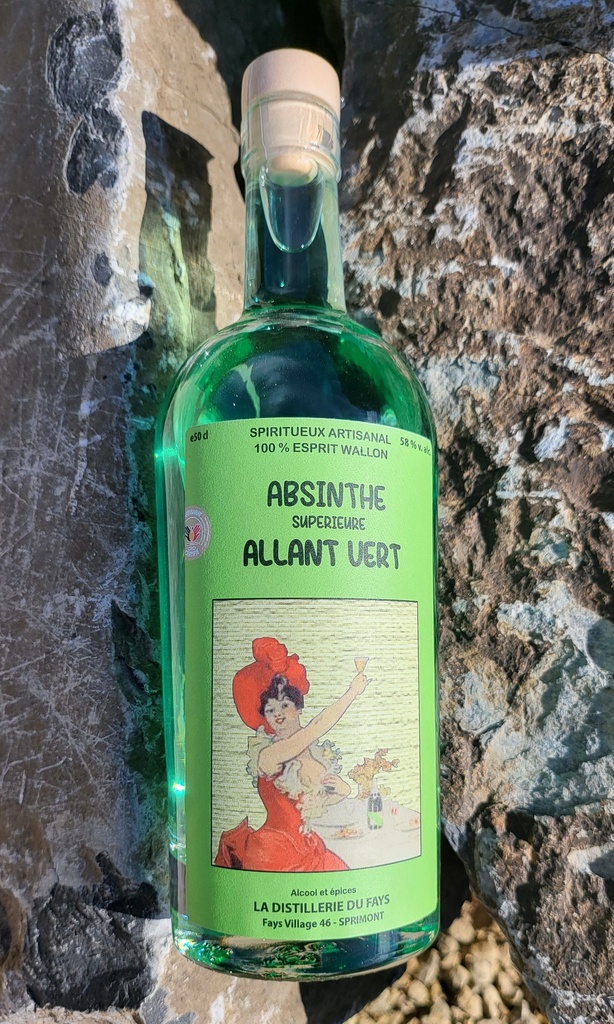 e50 cl
SPIRITUEUX ARTISANAL
58 % v. alc.
100 % ESPRIT WALLON
ABSINTHE
SUPERIEURE
ALLANT VERT
Alcool et épices
LA DISTILLERIE DU FAYS
Fays Village 46 - SPRIMONT